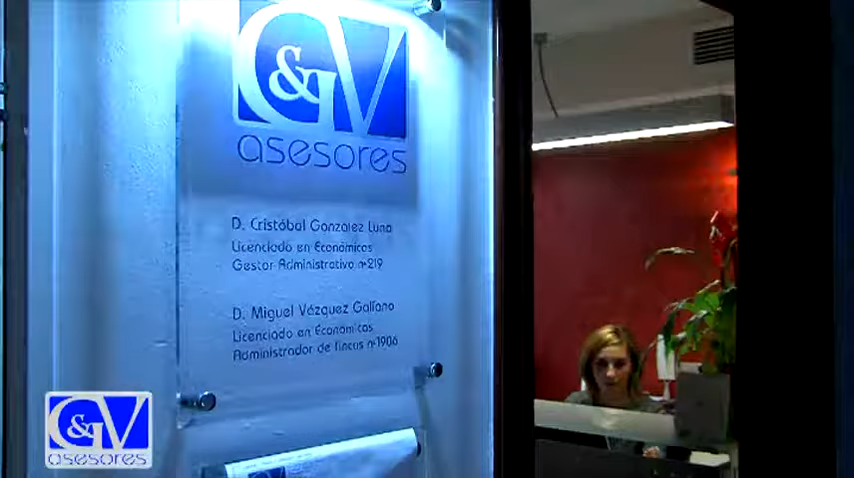 G&V
asesores
D. Cristóbal Gonzalez Luna
Licenciado en Económicas
Gestor Administrativo nº219
D. Miguel Vázquez Galiano
Licenciado en Económicas
Administrador de fincas nº1906
G&V
asesores